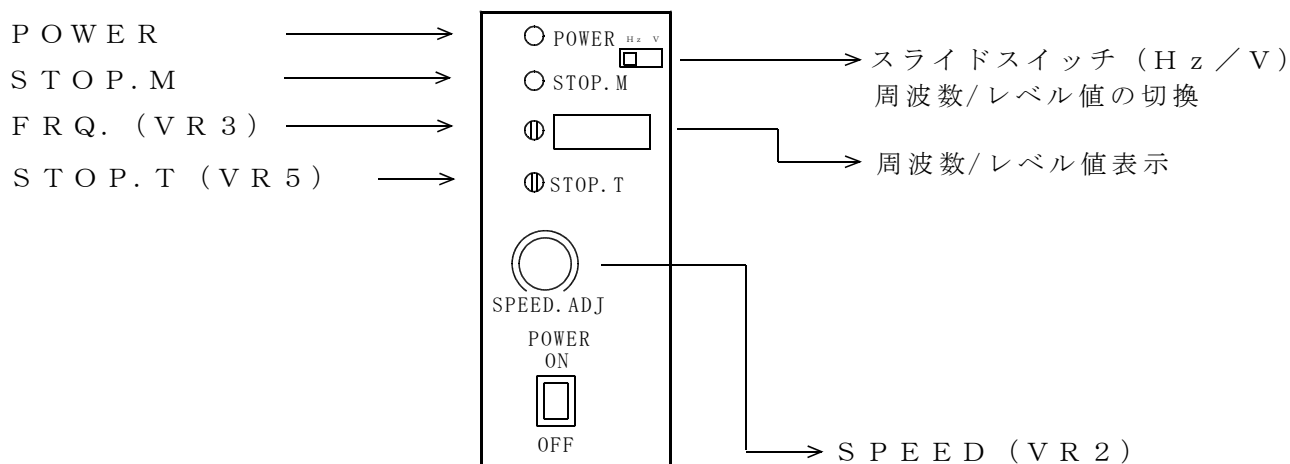 POWER
STOP.M
FRQ.(VR3)
STOP.T(VR5)
POWER
Hz V
STOP.M
STOP.T
SPEED.ADJ
POWER
ON
OFF
スライドスイッチ(Hz/V)
周波数/レベル値の切換
周波数/レベル値表示
SPEED(VR2)